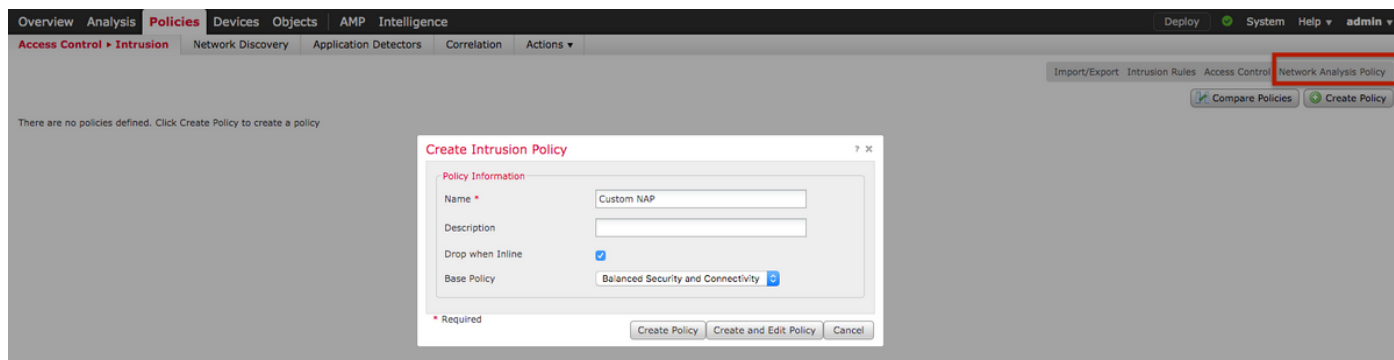 Overview Analysis Policies Devices Objects AMP Intelligence Deploy System Help admin
Access Control ▸ Intrusion Network Discovery Application Detectors Correlation Actions
Import/Export Intrusion Rules Access Control Network Analysis Policy
Compare Policies Create Policy
There are no policies defined. Click Create Policy to create a policy
Create Intrusion Policy ? ×
Policy Information
Name * Custom NAP
Description
Drop when Inline
Base Policy Balanced Security and Connectivity
* Required
Create Policy Create and Edit Policy Cancel